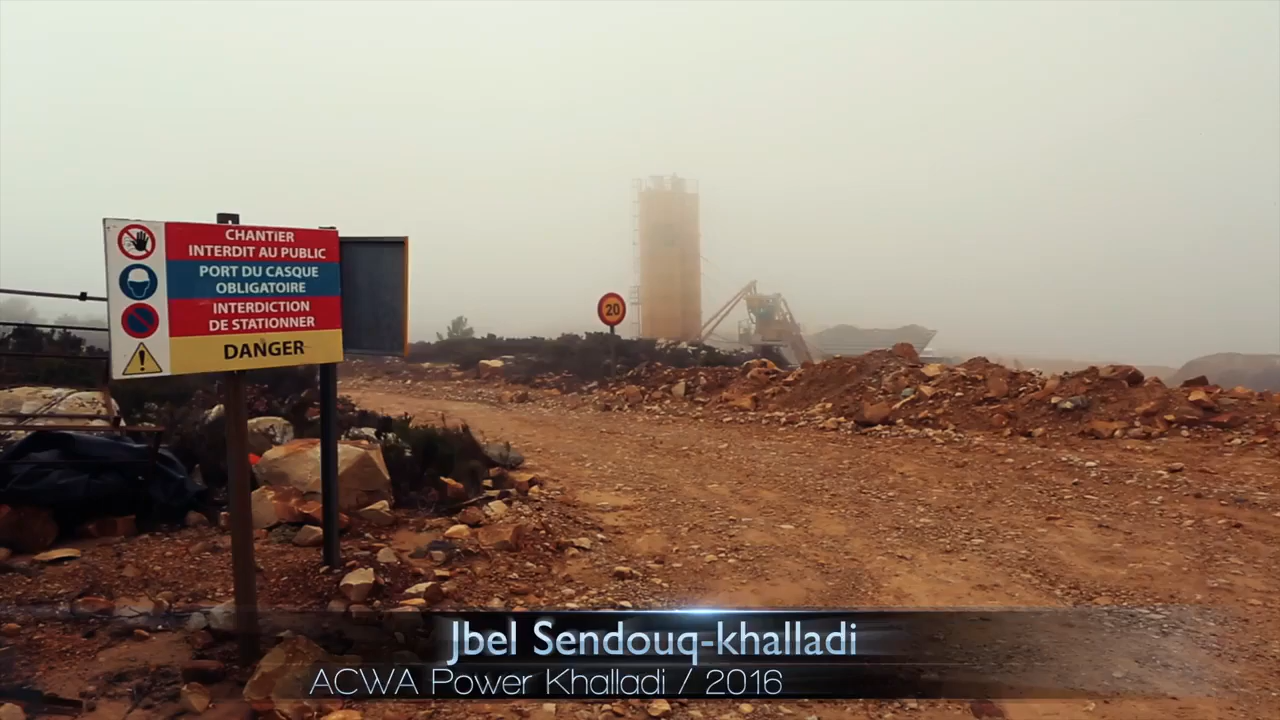 CHANTiER
INTERDIT AU PUBLIC
PORT DU CASQUE
OBLIGATOIRE
INTERDICTION
DE STATIONNER
DANGER
20
Jbel Sendouq-khalladi
ACWA Power Khalladi / 2016